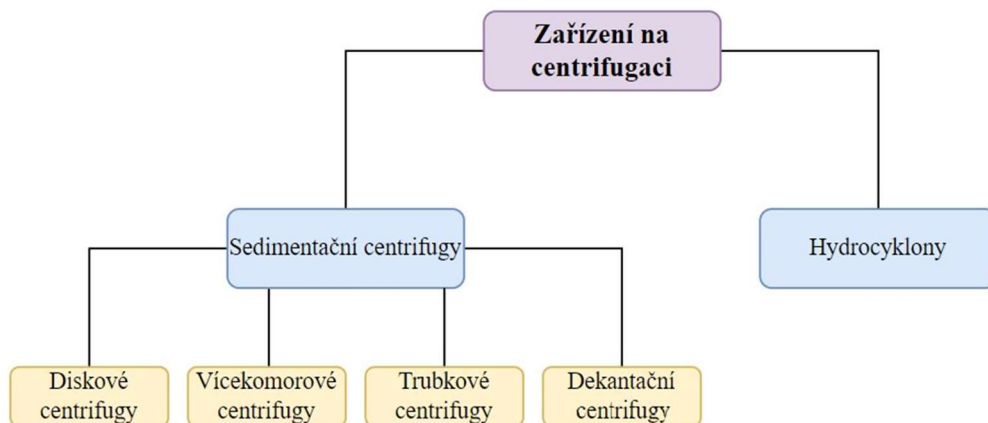 Zařízení na
centrifugaci
Sedimentační centrifugy
Hydrocyklony
Diskové
centrifugy
Vícekomorové
centrifugy
Trubkové
centrifugy
Dekantační
centrifugy